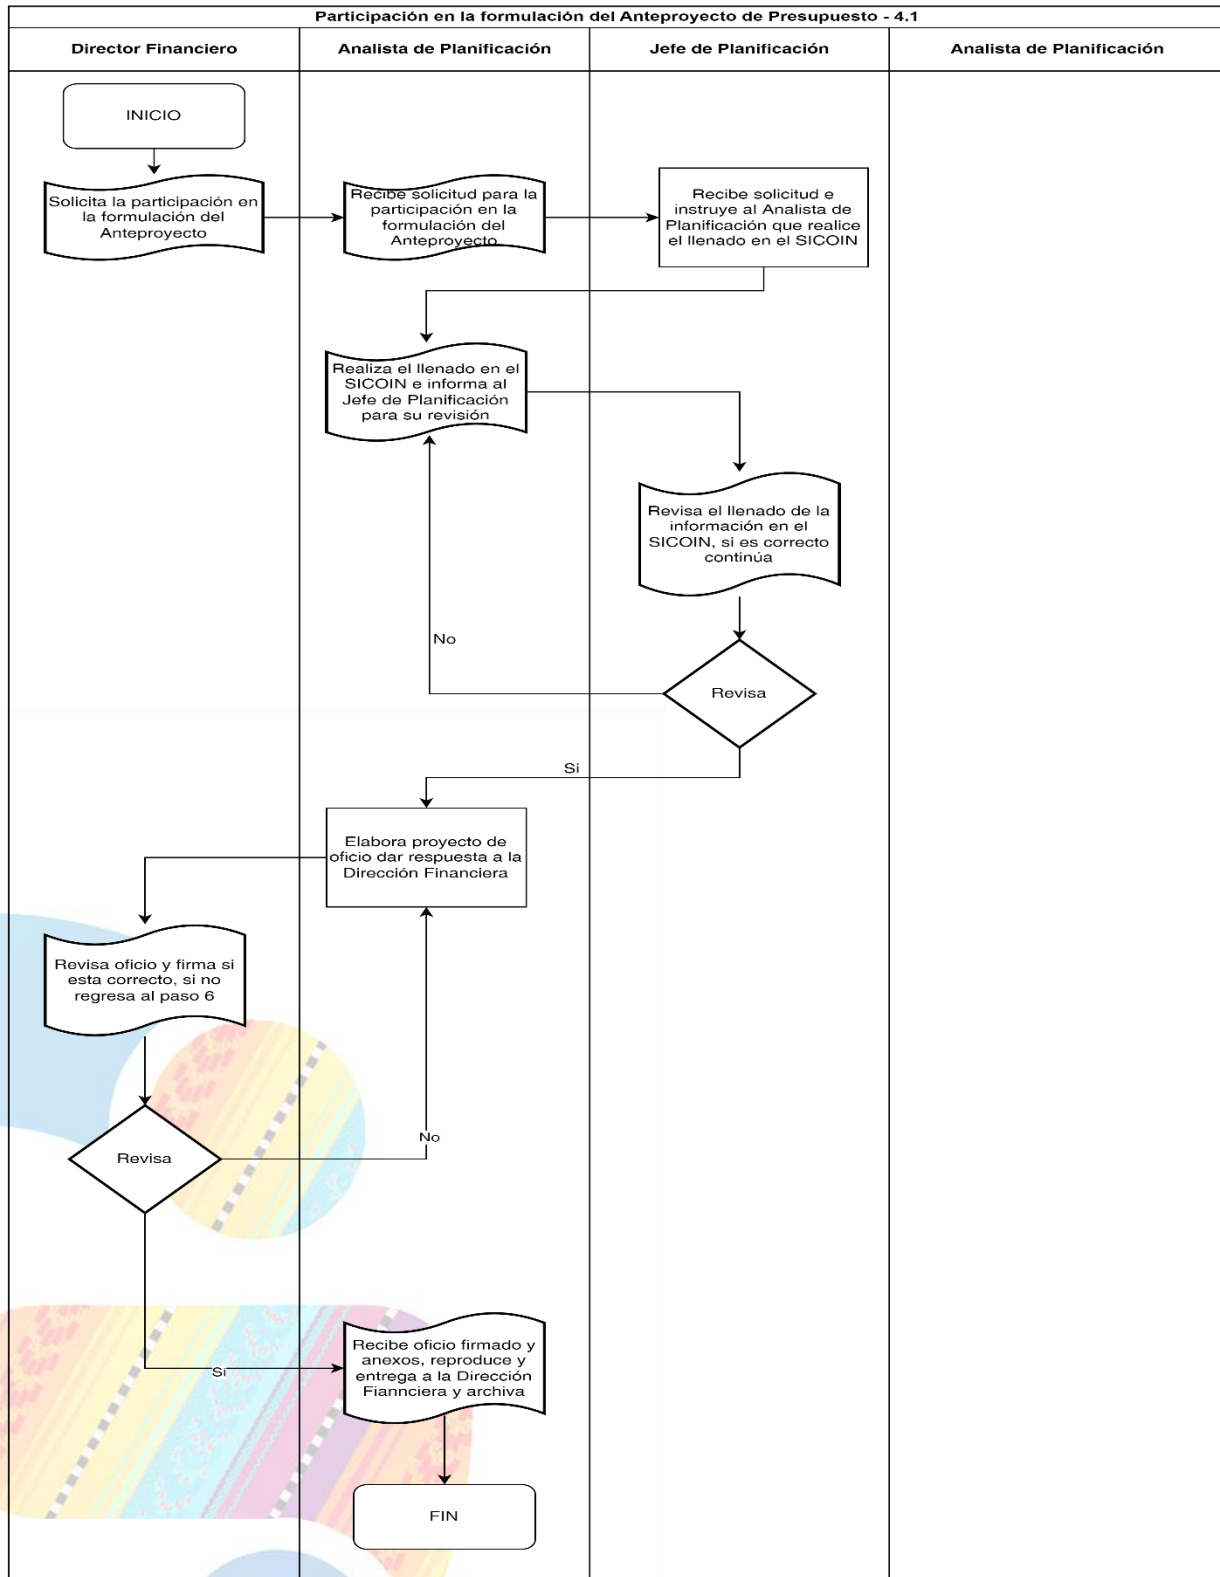 Participación en la formulación del Anteproyecto de Presupuesto - 4.1
Director Financiero
Analista de Planificación
Jefe de Planificación
Analista de Planificación
INICIO
Solicita la participación en
la formulación del
Anteproyecto
Recibe solicitud para la
participación en la
formulación del
Anteproyecto
Recibe solicitud e
instruye al Analista de
Planificación que realice
el llenado en el SICOIN
Realiza el llenado en el
SICOIN e informa al
Jefe de Planificación
para su revisión
Revisa el llenado de la
información en el
SICOIN, si es correcto
continúa
No
Revisa
Si
Elabora proyecto de
oficio dar respuesta a la
Dirección Financiera
Revisa oficio y firma si
esta correcto, si no
regresa al paso 6
No
Revisa
Si
Recibe oficio firmado y
anexos, reproduce y
entrega a la Dirección
Fiannciera y archiva
FIN